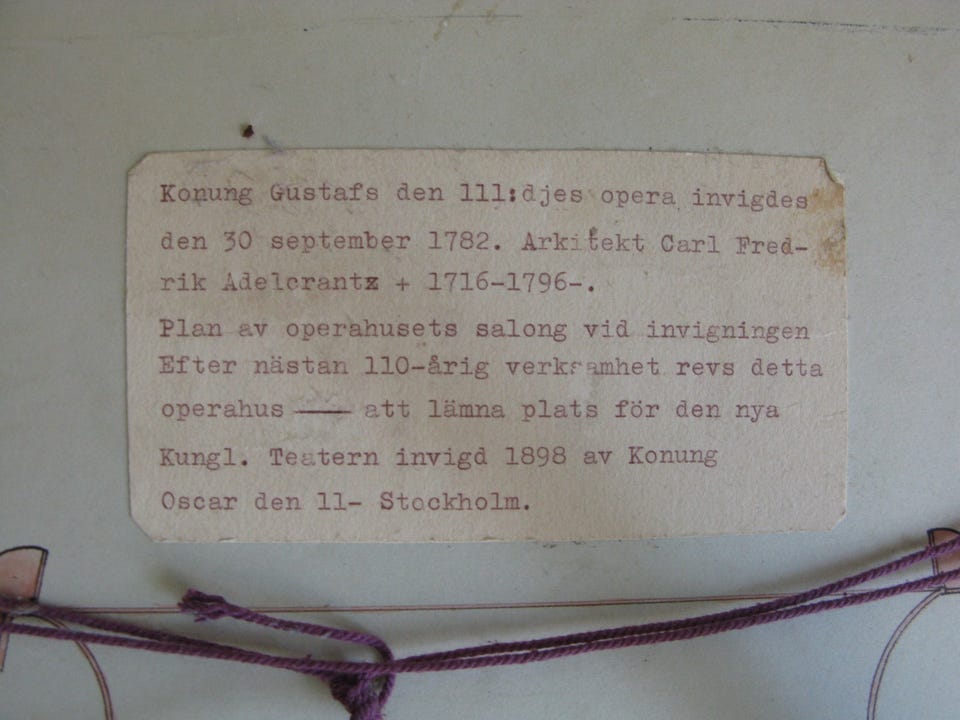 Konung Gustafs den 111:djes opera invigdes
den 30 september 1782. Arkitekt Carl Fred-
rik Adelcrantz + 1716-1796-.
Plan av operahusets salong vid invigningen
Efter nästan 110-årig verksamhet revs detta
operahus —— att lämna plats för den nya
Kungl. Teatern invigd 1898 av Konung
Oscar den 11- Stockholm.